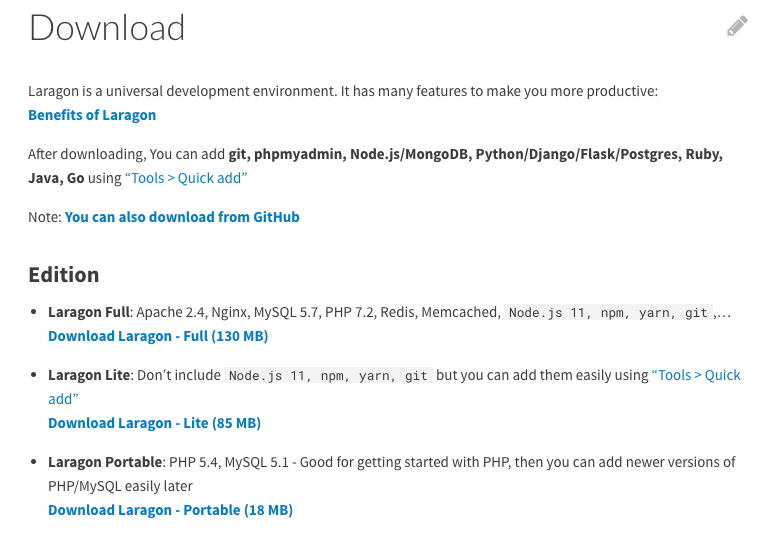 Download
Laragon is a universal development environment. It has many features to make you more productive:
Benefits of Laragon
After downloading, You can add git, phpmyadmin, Node.js/MongoDB, Python/Django/Flask/Postgres, Ruby,
Java, Go using “Tools > Quick add”
Note: You can also download from GitHub
Edition
• Laragon Full: Apache 2.4, Nginx, MySQL 5.7, PHP 7.2, Redis, Memcached, Node.js 11, npm, yarn, git ,…
Download Laragon - Full (130 MB)
• Laragon Lite: Don’t include Node.js 11, npm, yarn, git but you can add them easily using “Tools > Quick
add”
Download Laragon - Lite (85 MB)
• Laragon Portable: PHP 5.4, MySQL 5.1 - Good for getting started with PHP, then you can add newer versions of
PHP/MySQL easily later
Download Laragon - Portable (18 MB)